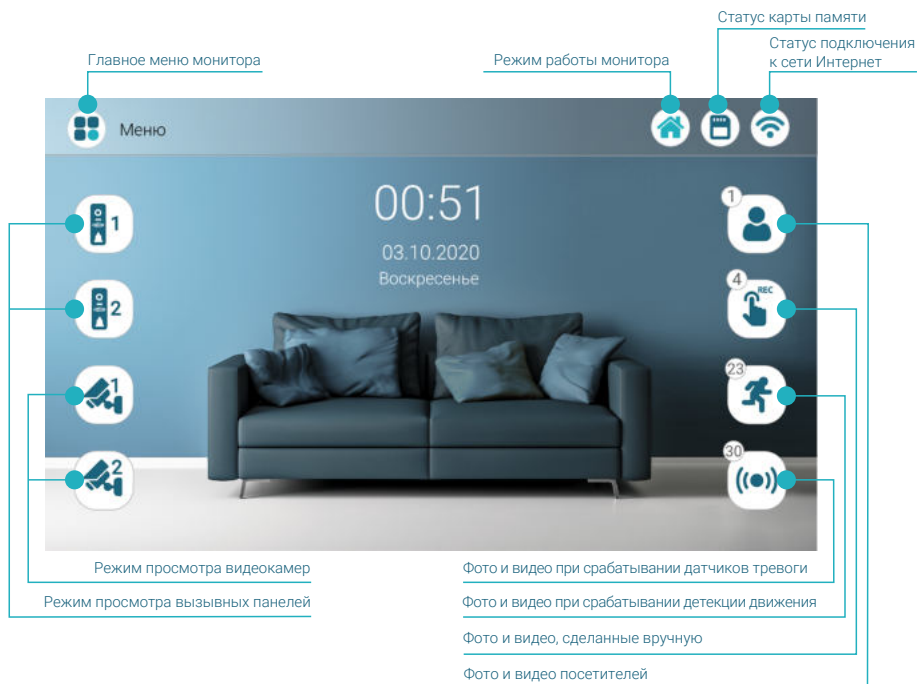 Статус карты памяти
Статус подключения
к сети Интернет
Главное меню монитора
Режим работы монитора
Меню
00:51
03.10.2020
Воскресенье
1
2
1
2
1
4
REC
23
30
Режим просмотра видеокамер
Режим просмотра вызывных панелей
Фото и видео при срабатывании датчиков тревоги
Фото и видео при срабатывании детекции движения
Фото и видео, сделанные вручную
Фото и видео посетителей